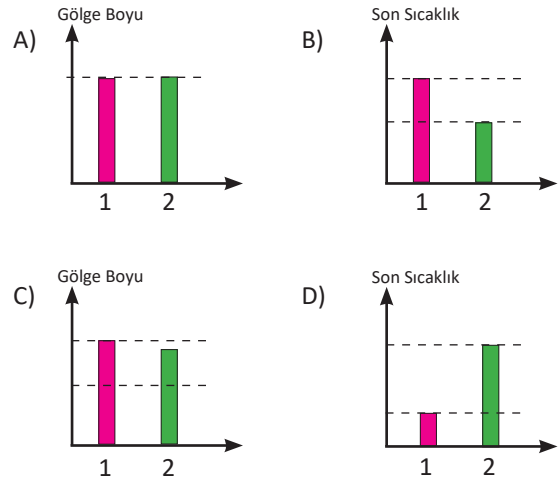 A)
Gölge Boyu
1 2
B)
Son Sıcaklık
1 2
C)
Gölge Boyu
1 2
D)
Son Sıcaklık
1 2